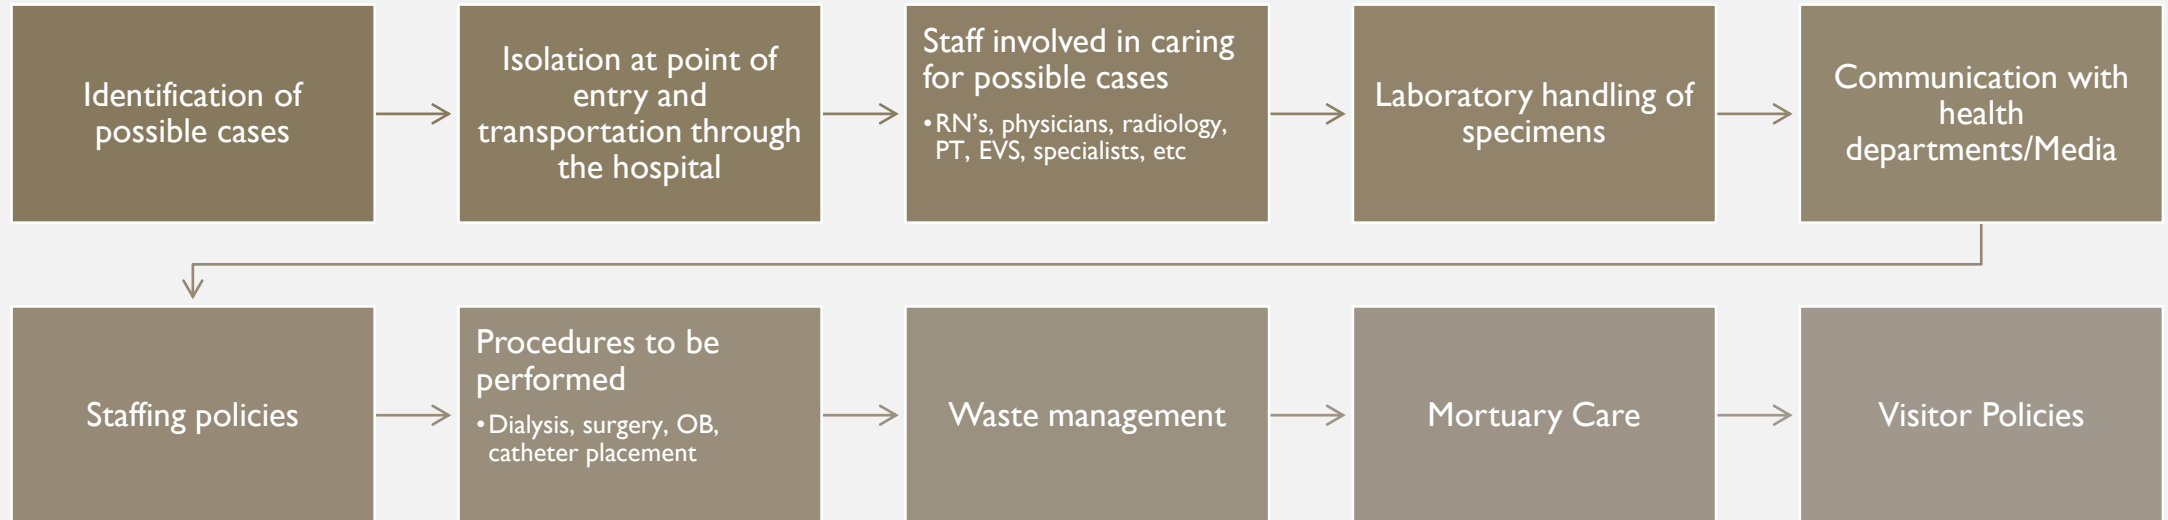 Identification of
possible cases
Isolation at point of
entry and
transportation through
the hospital
Staff involved in caring
for possible cases
•RN's, physicians, radiology,
PT, EVS, specialists, etc
Laboratory handling of
specimens
Communication with
health
departments/Media
Staffing policies
Procedures to be
performed
•Dialysis, surgery, OB,
catheter placement
Waste management
Mortuary Care
Visitor Policies